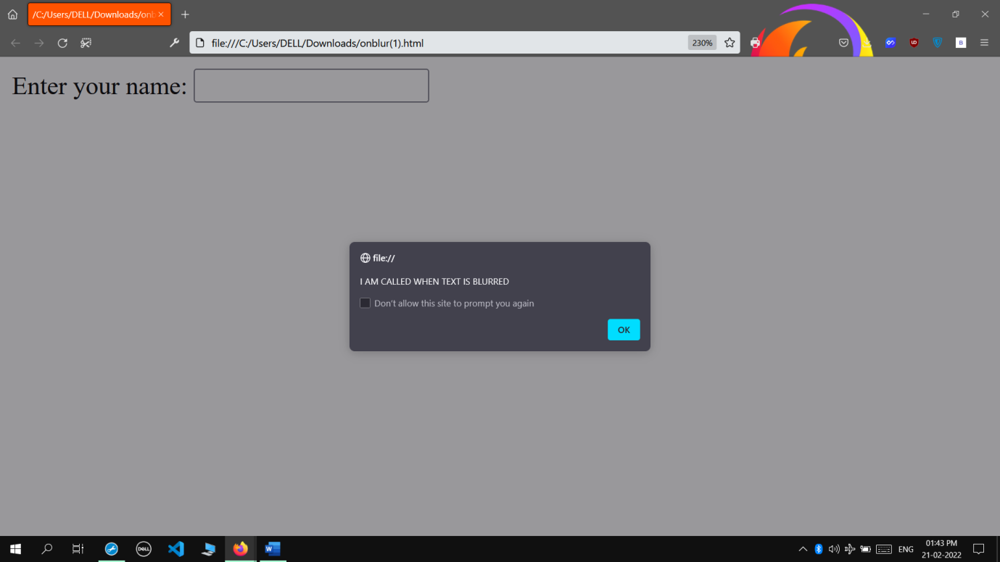 /C:/Users/DELL/Downloads/onb
file:///C:/Users/DELL/Downloads/onblur(1).html
230%
B
Enter your name:
file://
I AM CALLED WHEN TEXT IS BLURRED
Don't allow this site to prompt you again
OK
DELL
W
ENG
01:43 PM
21-02-2022